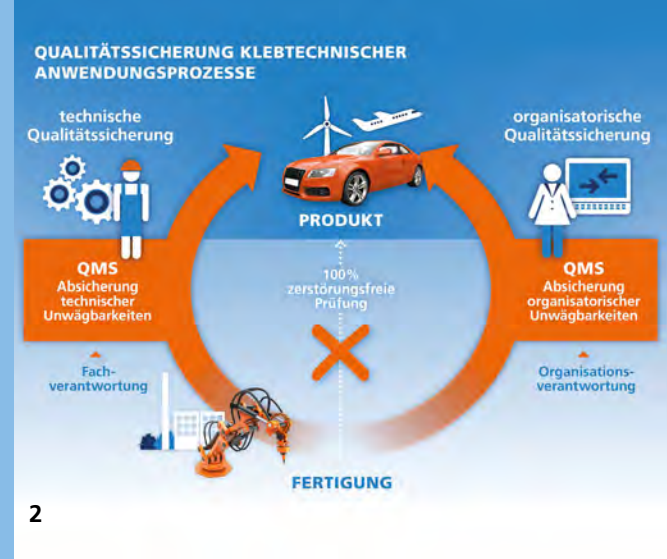 QUALITÄTSSICHERUNG KLEBTECHNISCHER
ANWENDUNGSPROZESSE
technische
Qualitätssicherung
organisatorische
Qualitätssicherung
PRODUKT
QMS
Absicherung
technischer
Unwägbarkeiten
100%
zerstörungsfreie
Prüfung
QMS
Absicherung
organisatorischer
Unwägbarkeiten
Fach-
verantwortung
Organisations-
verantwortung
FERTIGUNG
2